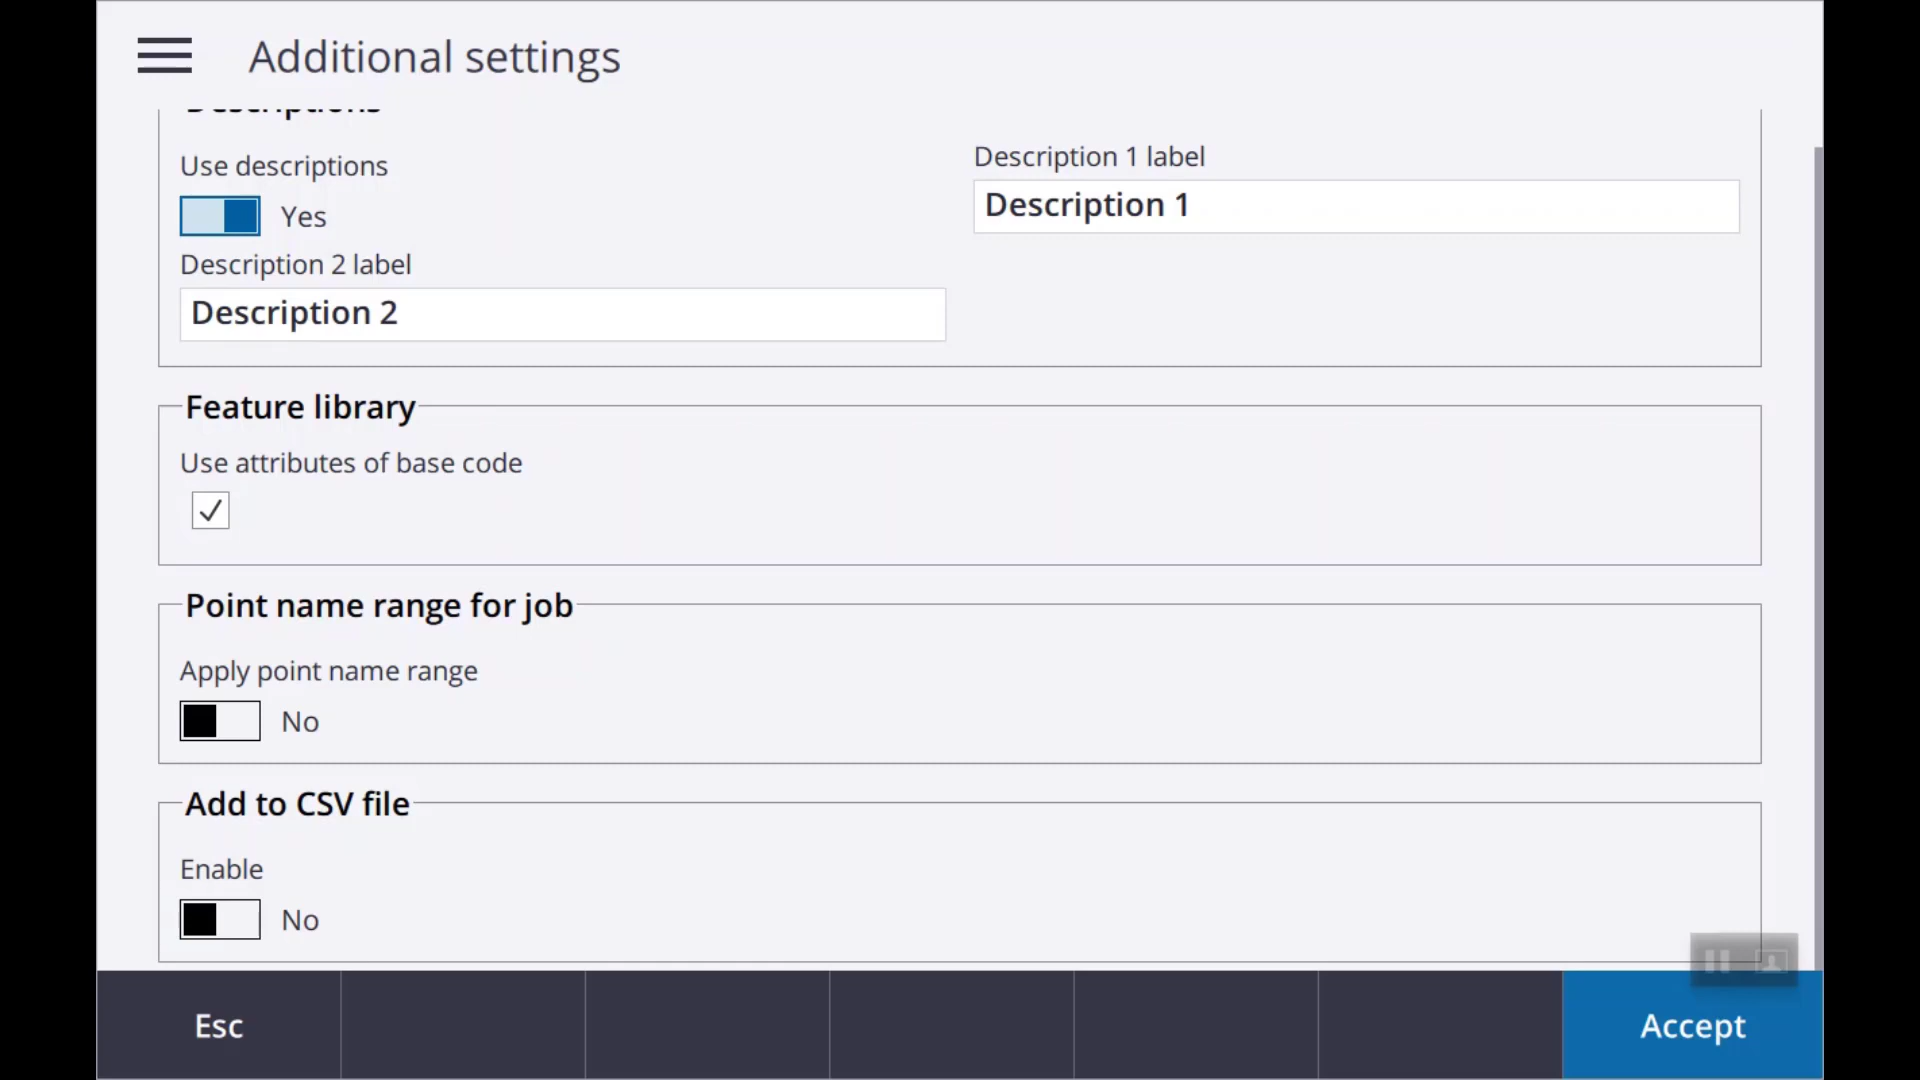 Additional settings
Descriptions
Use descriptions
Yes
Description 1 label
Description 1
Description 2 label
Description 2
Feature library
Use attributes of base code
Point name range for job
Apply point name range
No
Add to CSV file
Enable
No
Esc
Accept